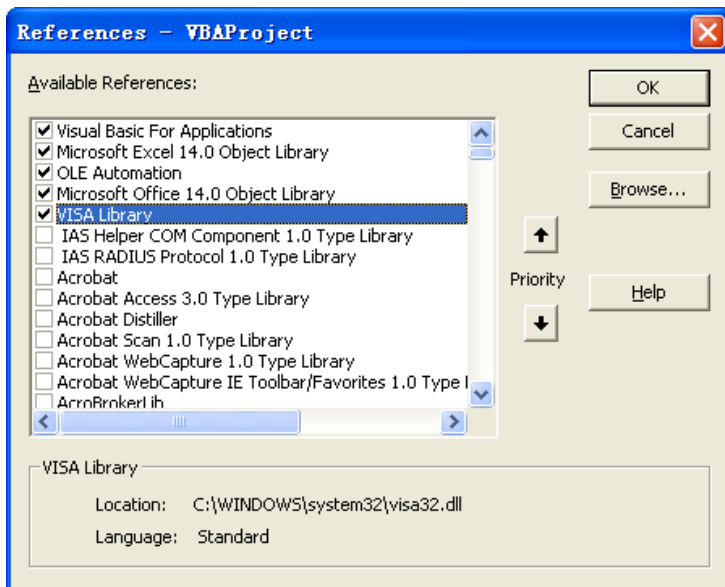 References - VBAProject
Available References:
OK
Visual Basic For Applications
Microsoft Excel 14.0 Object Library
OLE Automation
Microsoft Office 14.0 Object Library
VISA Library
IAS Helper COM Component 1.0 Type Library
IAS RADIUS Protocol 1.0 Type Library
Acrobat
Acrobat Access 3.0 Type Library
Acrobat Distiller
Acrobat Scan 1.0 Type Library
Acrobat WebCapture 1.0 Type Library
Acrobat WebCapture IE Toolbar/Favorites 1.0 Type
AcroBrokerLib
Cancel
Browse...
Priority
Help
VISA Library
Location: C:\WINDOWS\system32\visa32.dll
Language: Standard